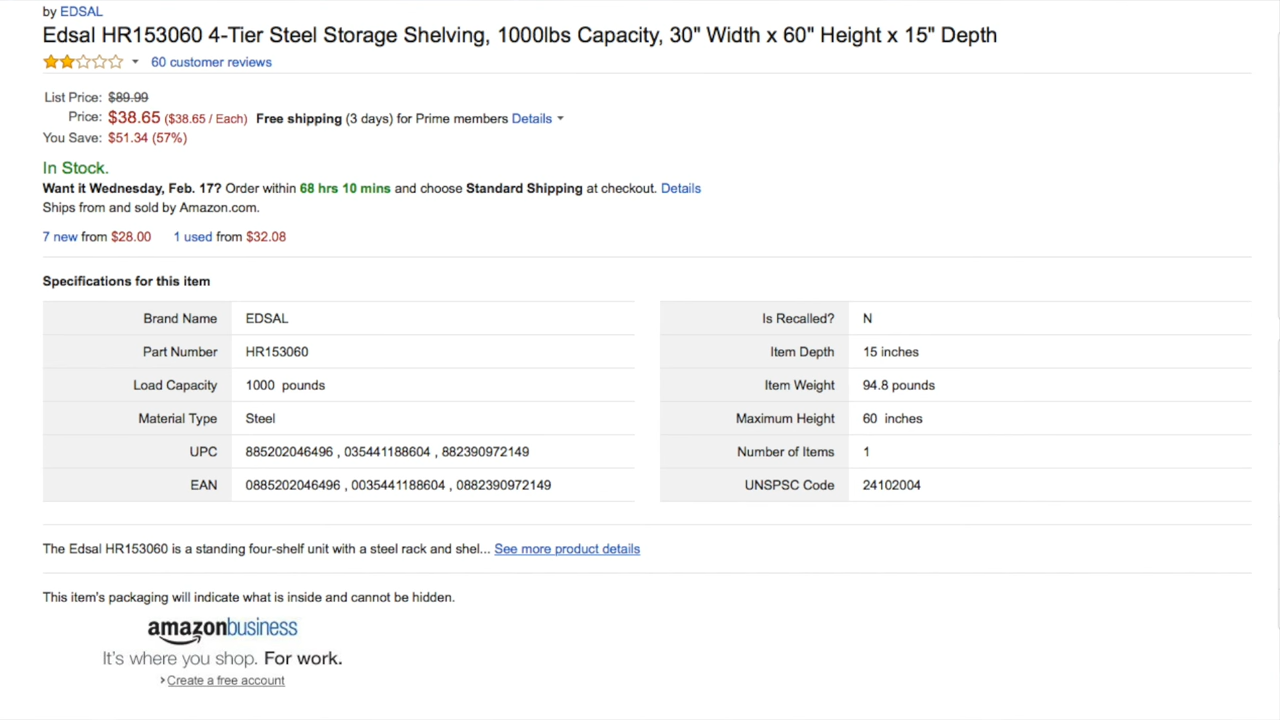 by EDSAL
Edsal HR153060 4-Tier Steel Storage Shelving, 1000lbs Capacity, 30" Width x 60" Height x 15" Depth
60 customer reviews
List Price: $89.99
Price: $38.65 ($38.65 / Each) Free shipping (3 days) for Prime members Details
You Save: $51.34 (57%)
In Stock.
Want it Wednesday, Feb. 17? Order within 68 hrs 10 mins and choose Standard Shipping at checkout. Details
Ships from and sold by Amazon.com.
7 new from $28.00 1 used from $32.08
Specifications for this item
Brand Name EDSAL
Part Number HR153060
Load Capacity 1000 pounds
Material Type Steel
UPC 885202046496 , 035441188604 , 882390972149
EAN 0885202046496 , 0035441188604 , 0882390972149
Is Recalled? N
Item Depth 15 inches
Item Weight 94.8 pounds
Maximum Height 60 inches
Number of Items 1
UNSPSC Code 24102004
The Edsal HR153060 is a standing four-shelf unit with a steel rack and shel... See more product details
This item's packaging will indicate what is inside and cannot be hidden.
amazonbusiness
It's where you shop. For work.
› Create a free account